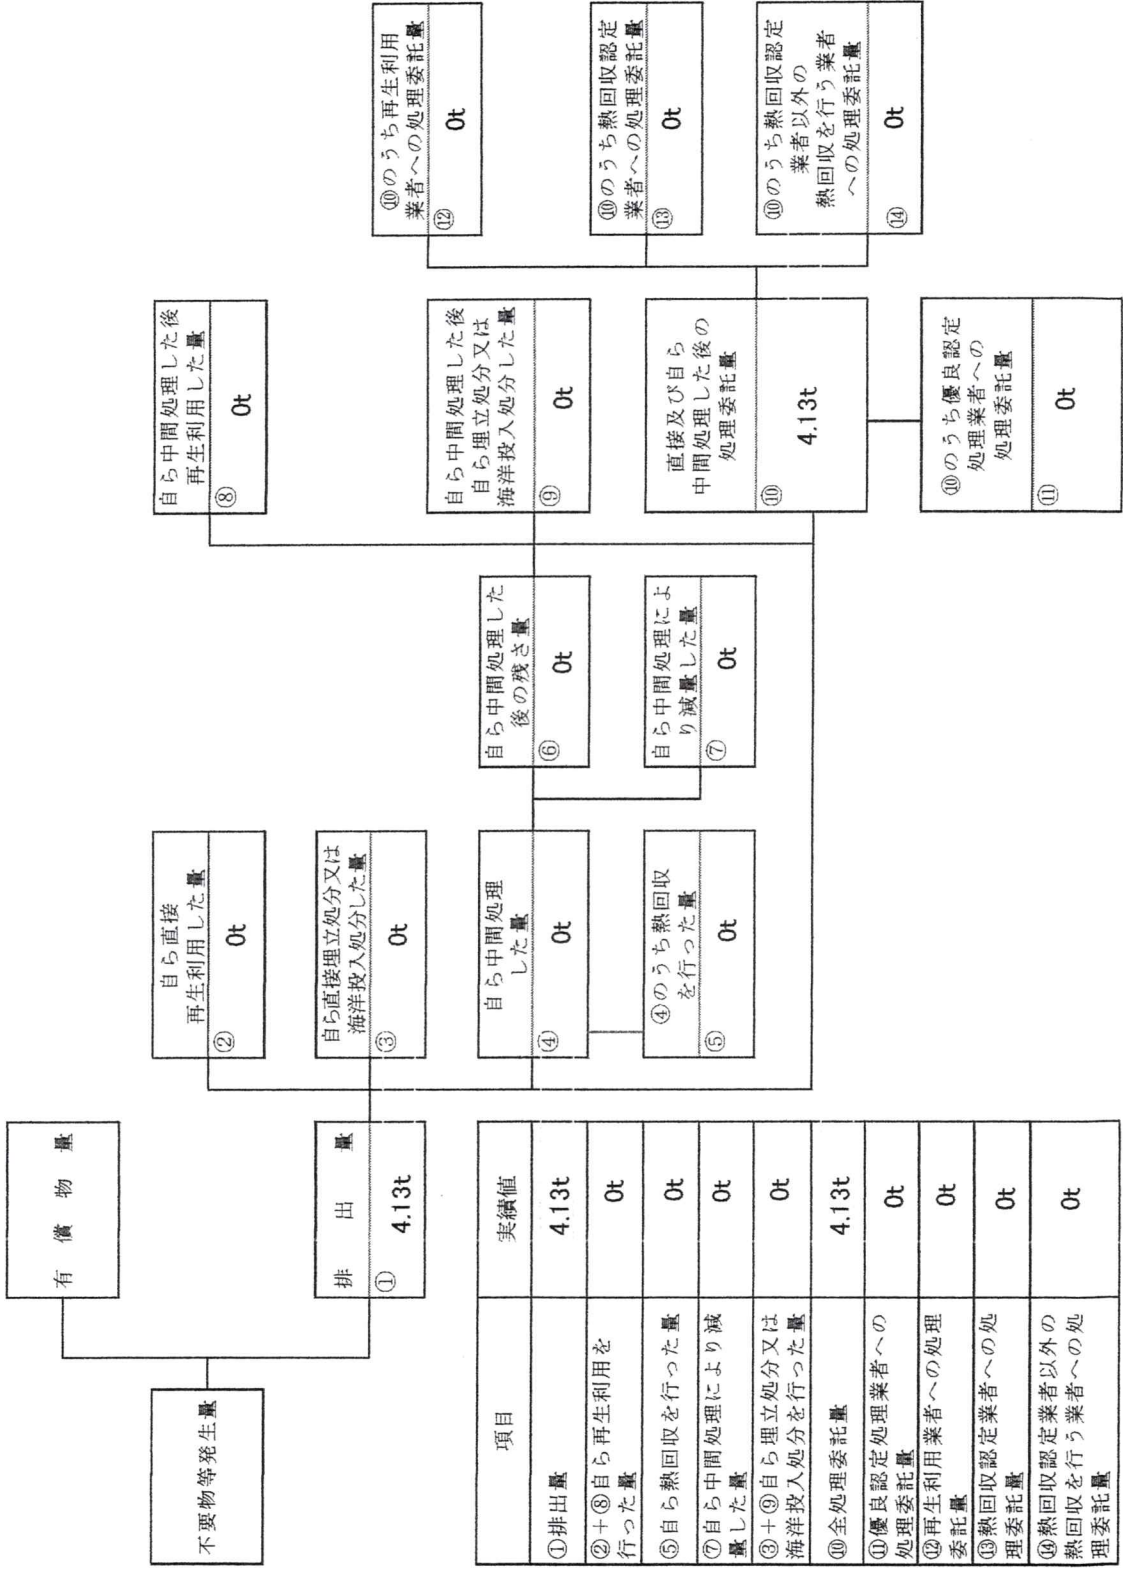 不要物等発生量
有償物量
排出量
①
4.13t
自ら直接
再生利用した量
②
0t
自ら直接埋立処分又は
海洋投入処分した量
③
0t
自ら中間処理
した量
④
0t
④のうち熱回収
を行った量
⑤
0t
自ら中間処理した
後の残さ量
⑥
0t
自ら中間処理によ
り減量した量
⑦
0t
自ら中間処理した後
再生利用した量
⑧
0t
自ら中間処理した後
自ら埋立処分又は
海洋投入処分した量
⑨
0t
直接及び自ら
中間処理した後の
処理委託量
⑩
4.13t
⑩のうち優良認定
処理業者への
処理委託量
⑪
0t
⑩のうち再生利用
業者への処理委託量
⑫
0t
⑩のうち熱回収認定
業者への処理委託量
⑬
0t
⑩のうち熱回収認定
業者以外の
熱回収を行う業者
への処理委託量
⑭
0t
項目
実績値
①排出量
4.13t
②+⑧自ら再生利用を
行った量
0t
⑤自ら熱回収を行った量
0t
⑦自ら中間処理により減
量した量
0t
③+⑨自ら埋立処分又は
海洋投入処分を行った量
0t
⑩全処理委託量
4.13t
⑪優良認定処理業者への
処理委託量
0t
⑫再生利用業者への処理
委託量
0t
⑬熱回収認定業者への処
理委託量
0t
⑭熱回収認定業者以外の
熱回収を行う業者への処
理委託量
0t